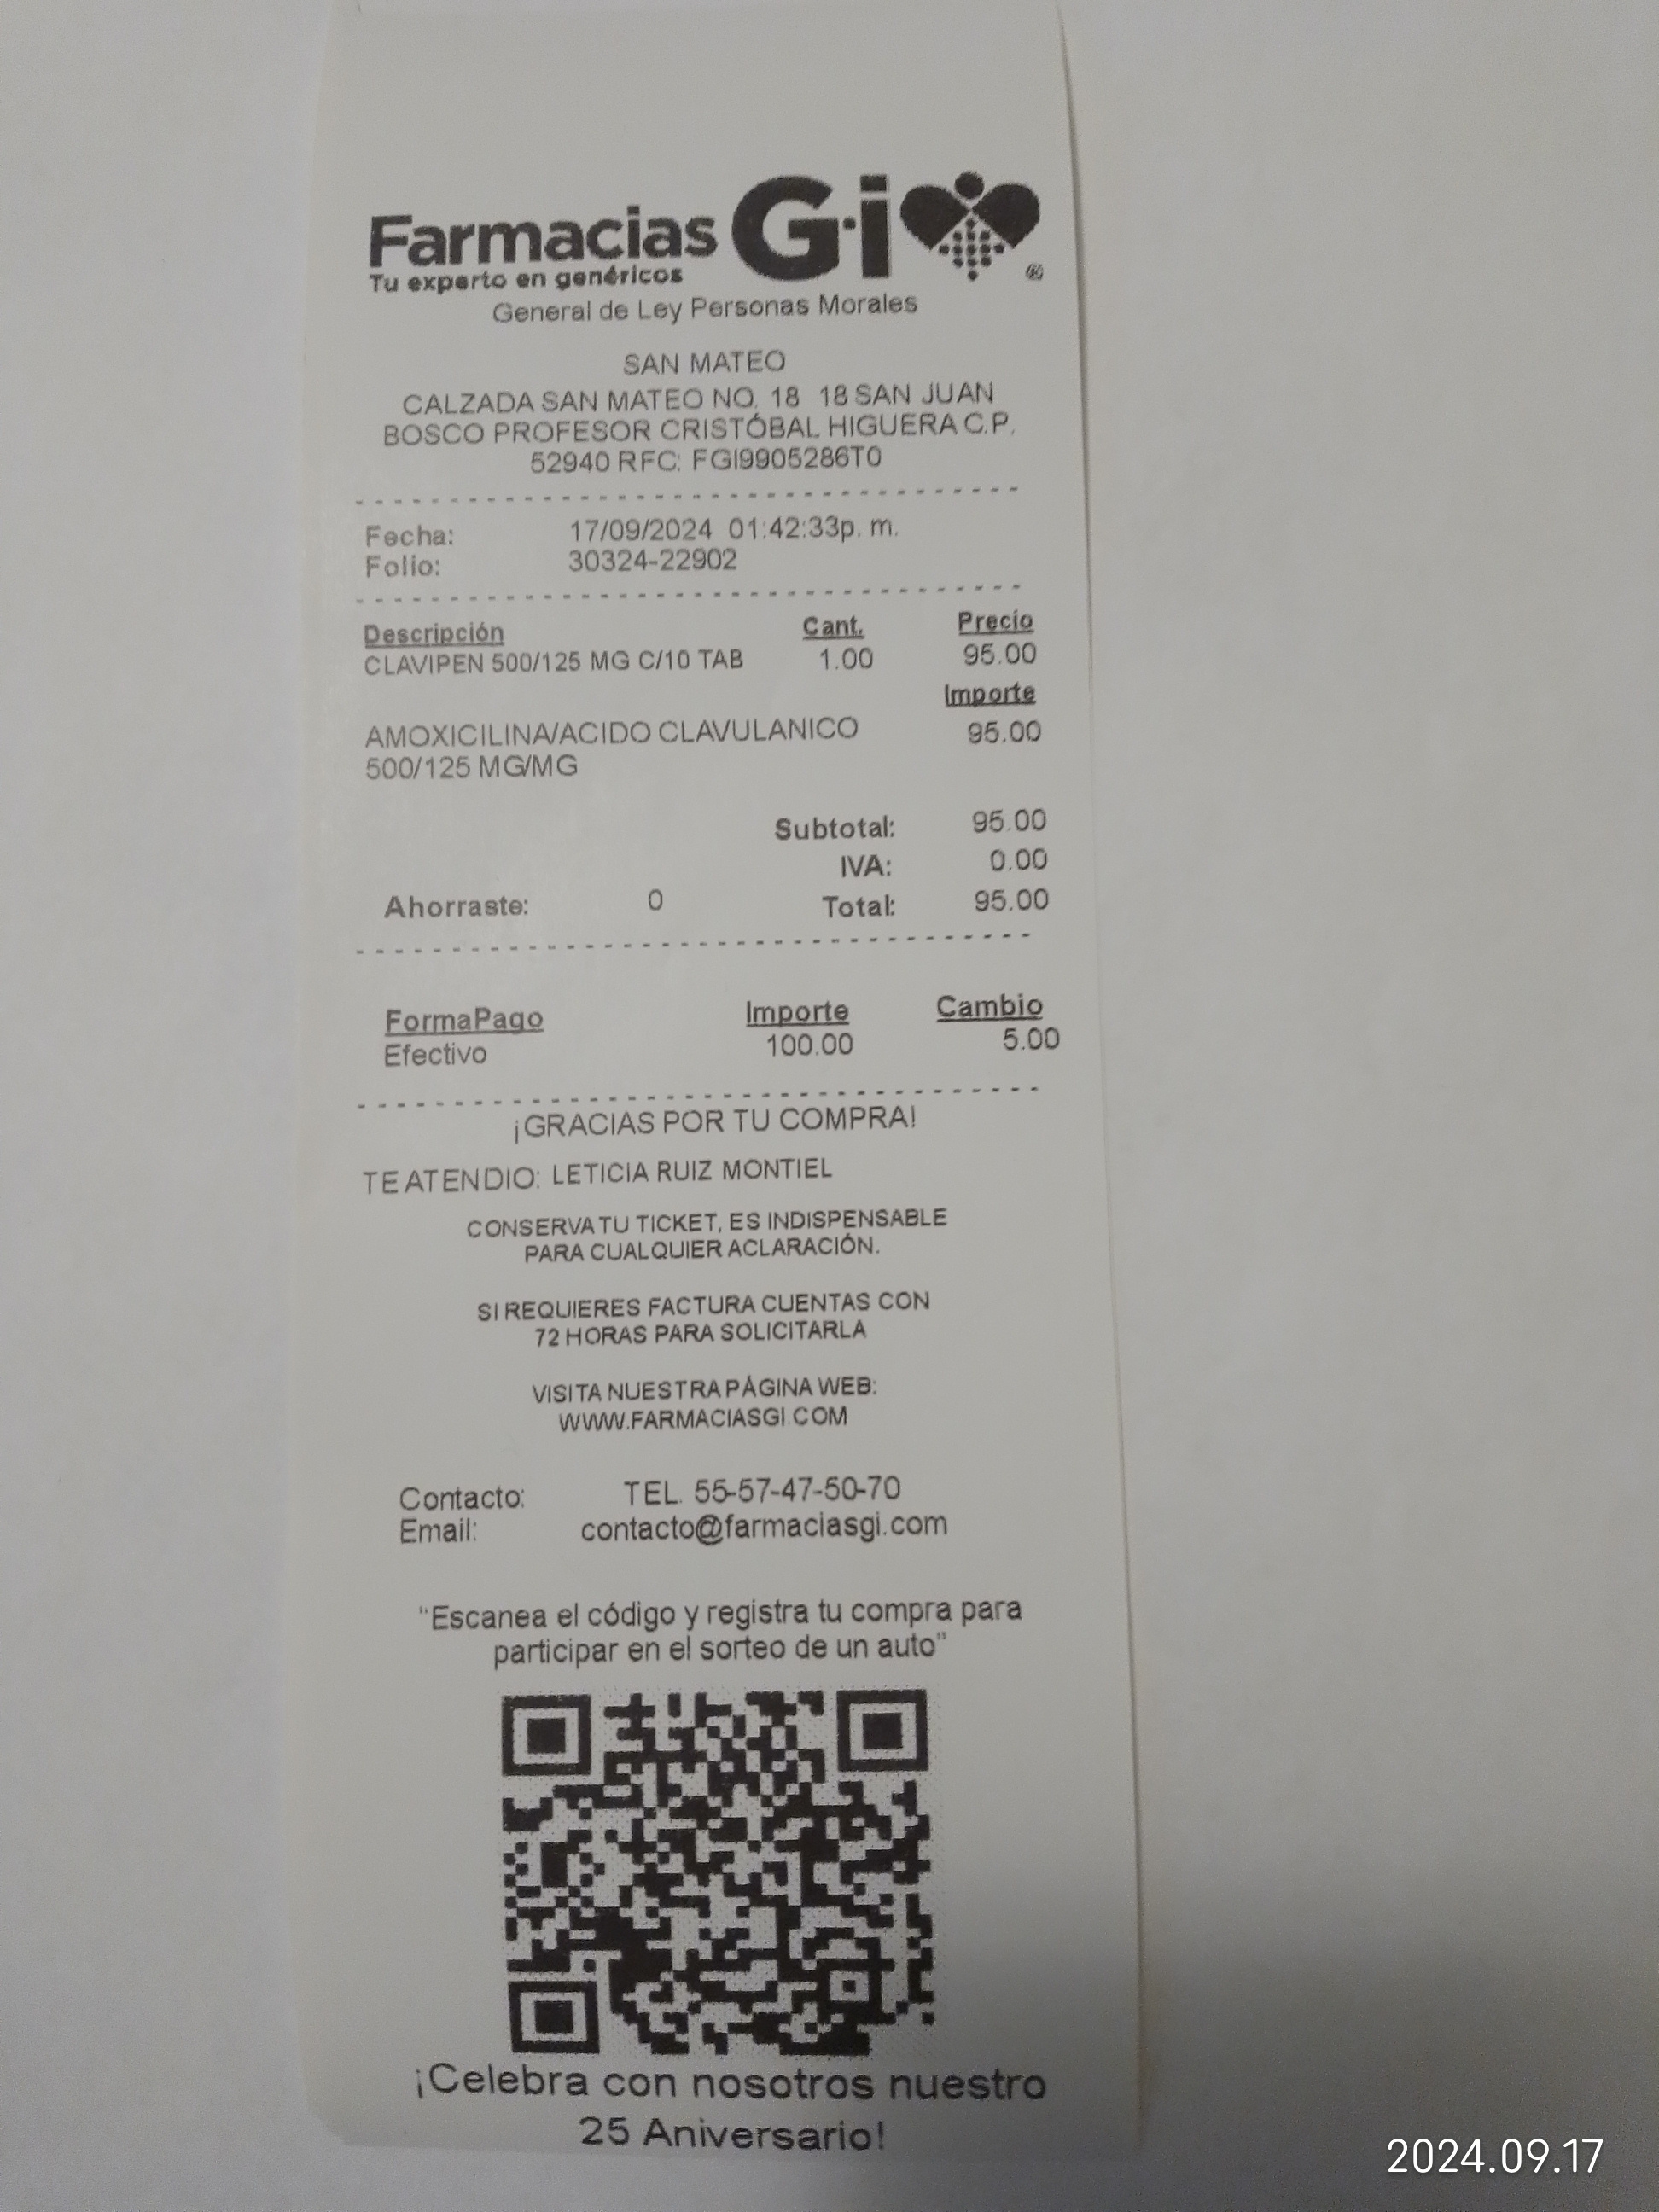 Farmacias G·i ®
Tu experto en genéricos
General de Ley Personas Morales
SAN MATEO
CALZADA SAN MATEO NO. 18 18 SAN JUAN
BOSCO PROFESOR CRISTÓBAL HIGUERA C.P.
52940 RFC: FGI9905286T0
Fecha: 17/09/2024 01:42:33p. m.
Folio: 30324-22902
Descripción Cant. Precio
CLAVIPEN 500/125 MG C/10 TAB 1.00 95.00
Importe
AMOXICILINA/ACIDO CLAVULANICO 95.00
500/125 MG/MG
Subtotal: 95.00
IVA: 0.00
Ahorraste: 0 Total: 95.00
FormaPago Importe Cambio
Efectivo 100.00 5.00
¡GRACIAS POR TU COMPRA!
TE ATENDIO: LETICIA RUIZ MONTIEL
CONSERVA TU TICKET, ES INDISPENSABLE
PARA CUALQUIER ACLARACIÓN.
SI REQUIERES FACTURA CUENTAS CON
72 HORAS PARA SOLICITARLA
VISITA NUESTRA PÁGINA WEB:
WWW.FARMACIASGI.COM
Contacto: TEL. 55-57-47-50-70
Email: contacto@farmaciasgi.com
"Escanea el código y registra tu compra para
participar en el sorteo de un auto"
¡Celebra con nosotros nuestro
25 Aniversario!
2024.09.17